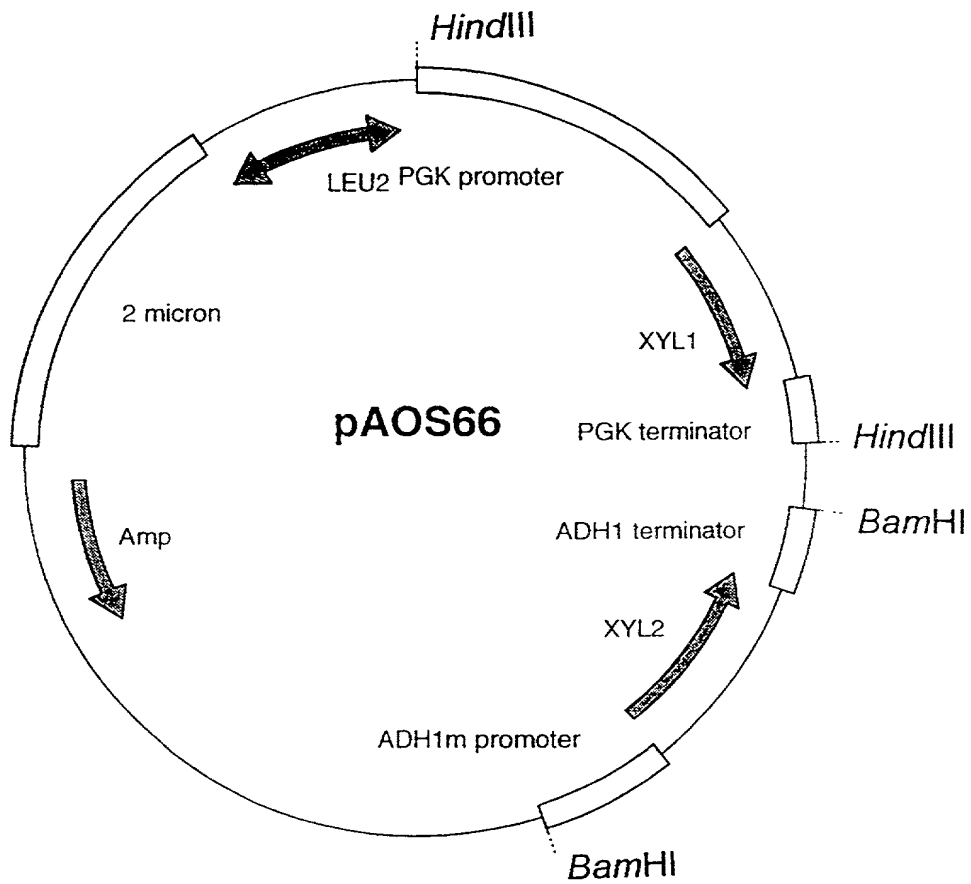 HindIII
LEU2 PGK promoter
2 micron
XYL1
pAOS66
PGK terminator
HindIII
BamHI
ADH1 terminator
Amp
XYL2
ADH1m promoter
BamHI